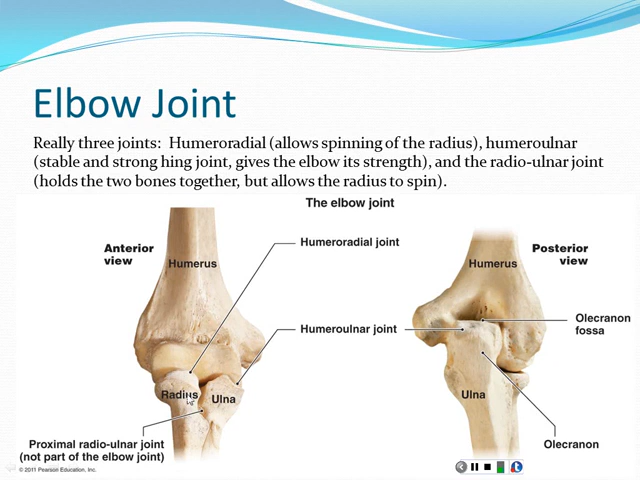 Elbow Joint
Really three joints:  Humeroradial (allows spinning of the radius), humeroulnar
(stable and strong hing joint, gives the elbow its strength), and the radio-ulnar joint
(holds the two bones together, but allows the radius to spin).
The elbow joint
Anterior
view
Humerus
Humeroradial joint
Humerus
Posterior
view
Olecranon
fossa
Humeroulnar joint
Radius
Ulna
Ulna
Proximal radio-ulnar joint
(not part of the elbow joint)
Olecranon
© 2011 Pearson Education, Inc.